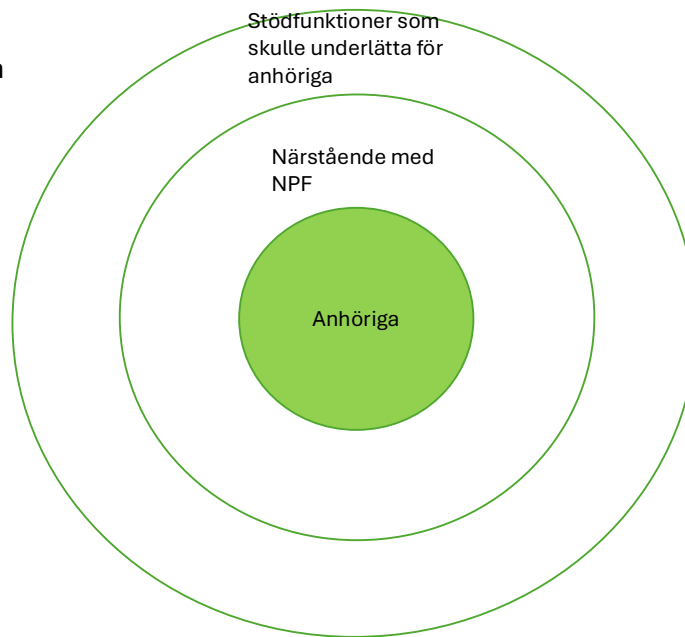 Stödfunktioner som
skulle underlätta för
anhöriga
Närstående med
NPF
Anhöriga